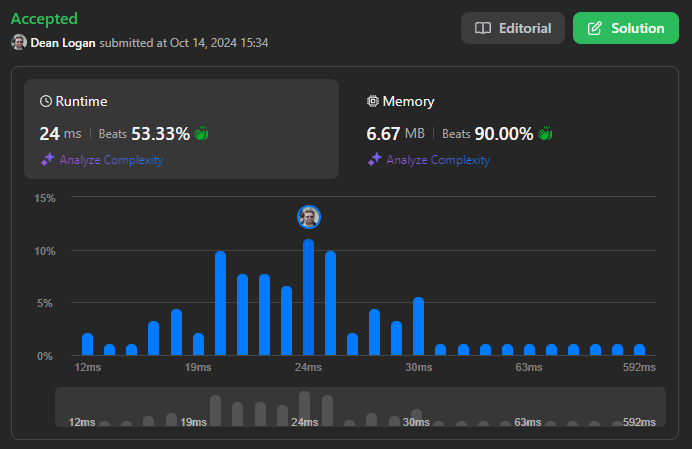 Accepted
Editorial
Solution
Dean Logan submitted at Oct 14, 2024 15:34
Runtime
24 ms | Beats 53.33%
Analyze Complexity
Memory
6.67 MB | Beats 90.00%
Analyze Complexity
15%
10%
5%
0%
12ms 19ms 24ms 30ms 63ms 592ms
12ms 19ms 24ms 30ms 63ms 592ms